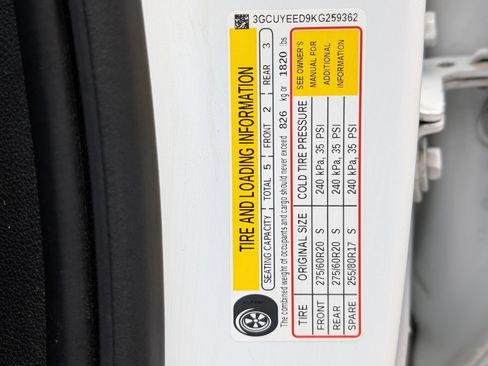 3GCUYEED9KG259362
TIRE AND LOADING INFORMATION
SEATING CAPACITY TOTAL 5 FRONT 2 REAR 3
The combined weight of occupants and cargo should never exceed 826 kg or 1820 lbs
TIRE ORIGINAL SIZE COLD TIRE PRESSURE
FRONT 275/60R20 S 240 kPa, 35 PSI
REAR 275/60R20 S 240 kPa, 35 PSI
SPARE 255/80R17 S 240 kPa, 35 PSI
SEE OWNER'S
MANUAL FOR
ADDITIONAL
INFORMATION